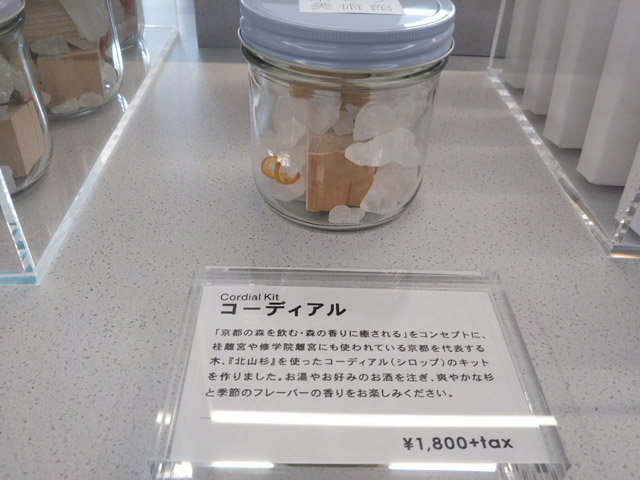 美術館
Cordial Kit
コーディアル
「京都の森を飲む・森の香りに癒される」をコンセプトに、
桂離宮や修学院離宮にも使われている京都を代表する
木、『北山杉』を使ったコーディアル(シロップ)のキット
を作りました。お湯やお好みのお酒を注ぎ、爽やかな杉
と季節のフレーバーの香りをお楽しみください。
¥1,800+tax